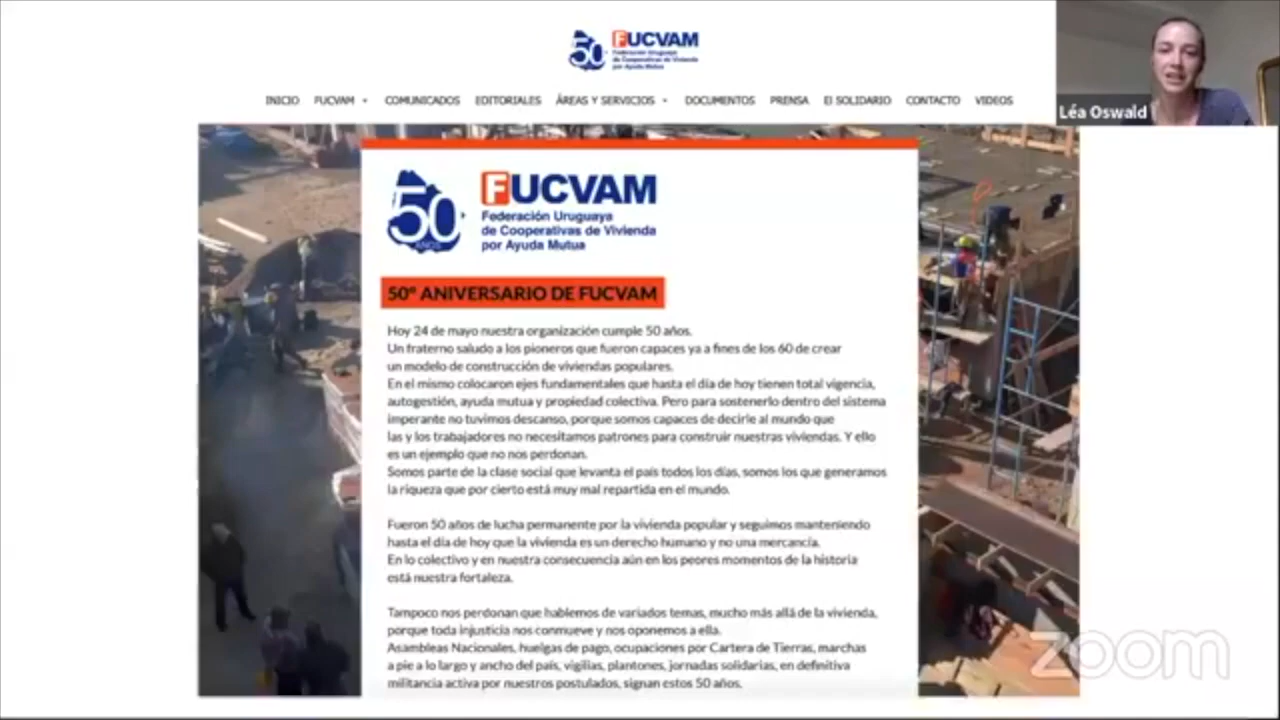 50 FUCVAM
Federación Uruguaya
de Cooperativas de Vivienda
por Ayuda Mutua
INICIO FUCVAM COMUNICADOS EDITORIALES ÁREAS Y SERVICIOS DOCUMENTOS PRENSA El SOLIDARIO CONTACTO VIDEOS
Léa Oswald
50 AÑOS
FUCVAM
Federación Uruguaya
de Cooperativas de Vivienda
por Ayuda Mutua
50° ANIVERSARIO DE FUCVAM
Hoy 24 de mayo nuestra organización cumple 50 años.
Un fraterno saludo a los pioneros que fueron capaces ya a fines de los 60 de crear
un modelo de construcción de viviendas populares.
En el mismo colocaron ejes fundamentales que hasta el día de hoy tienen total vigencia,
autogestión, ayuda mutua y propiedad colectiva. Pero para sostenerlo dentro del sistema
imperante no tuvimos descanso, porque somos capaces de decirle al mundo que
las y los trabajadores no necesitamos patrones para construir nuestras viviendas. Y ello
es un ejemplo que no nos perdonan.
Somos parte de la clase social que levanta el país todos los días, somos los que generamos
la riqueza que por cierto está muy mal repartida en el mundo.
Fueron 50 años de lucha permanente por la vivienda popular y seguimos manteniendo
hasta el día de hoy que la vivienda es un derecho humano y no una mercancía.
En lo colectivo y en nuestra consecuencia aún en los peores momentos de la historia
está nuestra fortaleza.
Tampoco nos perdonan que hablemos de variados temas, mucho más allá de la vivienda,
porque toda injusticia nos conmueve y nos oponemos a ella.
Asambleas Nacionales, huelgas de pago, ocupaciones por Cartera de Tierras, marchas
a pie a lo largo y ancho del país, vigilias, plantones, jornadas solidarias, en definitiva
militancia activa por nuestros postulados, signan estos 50 años.
zoom